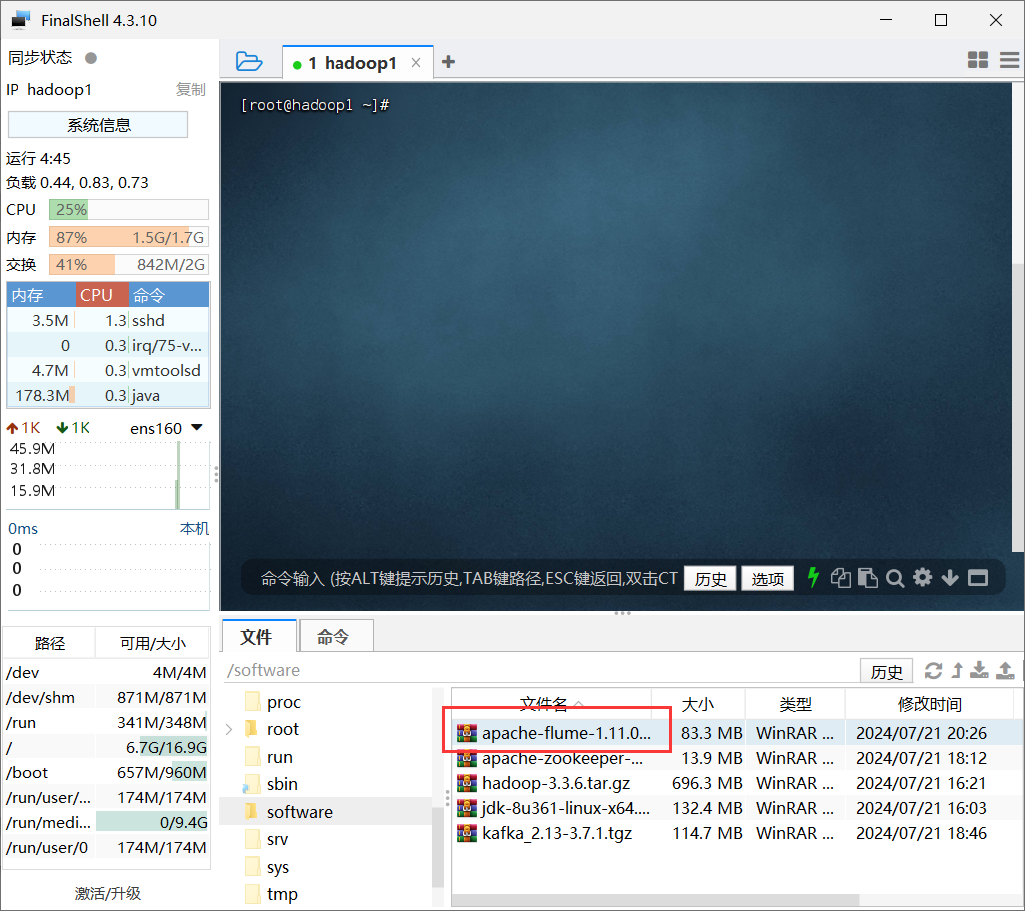 FinalShell 4.3.10
同步状态
IP hadoop1 复制
系统信息
运行 4:45
负载 0.44, 0.83, 0.73
CPU 25%
内存 87% 1.5G/1.7G
交换 41% 842M/2G
内存 CPU 命令
3.5M 1.3 sshd
0 0.3 irq/75-v...
4.7M 0.3 vmtoolsd
178.3M 0.3 java
1K 1K ens160
45.9M
31.8M
15.9M
0ms 本机
0
0
0
路径 可用/大小
/dev 4M/4M
/dev/shm 871M/871M
/run 341M/348M
/ 6.7G/16.9G
/boot 657M/960M
/run/user/... 174M/174M
/run/medi... 0/9.4G
/run/user/0 174M/174M
激活/升级
1 hadoop1
[root@hadoop1 ~]#
命令输入 (按ALT键提示历史,TAB键路径,ESC键返回,双击CT 历史 选项
文件 命令
/software 历史
proc
root
run
sbin
software
srv
sys
tmp
文件名 大小 类型 修改时间
apache-flume-1.11.0... 83.3 MB WinRAR ... 2024/07/21 20:26
apache-zookeeper-... 13.9 MB WinRAR ... 2024/07/21 18:12
hadoop-3.3.6.tar.gz 696.3 MB WinRAR ... 2024/07/21 16:21
jdk-8u361-linux-x64.... 132.4 MB WinRAR ... 2024/07/21 16:03
kafka_2.13-3.7.1.tgz 114.7 MB WinRAR ... 2024/07/21 18:46